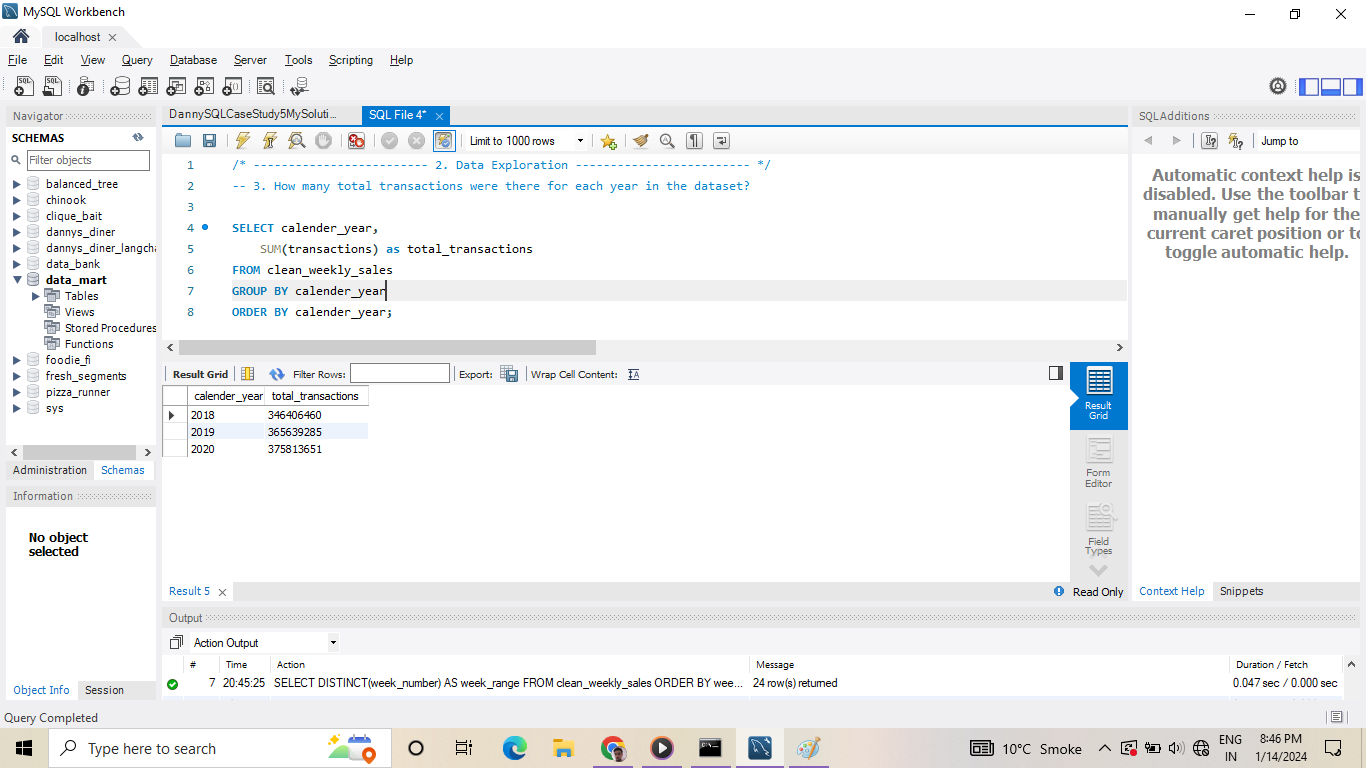 MySQL Workbench
localhost
File Edit View Query Database Server Tools Scripting Help
Navigator
SCHEMAS
Filter objects
balanced_tree
chinook
clique_bait
dannys_diner
dannys_diner_langcha
data_bank
data_mart
Tables
Views
Stored Procedures
Functions
foodie_fi
fresh_segments
pizza_runner
sys
Administration Schemas
Information
No object
selected
Object Info Session
DannySQLCaseStudy5MySoluti... SQL File 4*
Limit to 1000 rows
1 /* ------------------------- 2. Data Exploration ------------------------- */
2 -- 3. How many total transactions were there for each year in the dataset?
3
4 SELECT calender_year,
5 SUM(transactions) as total_transactions
6 FROM clean_weekly_sales
7 GROUP BY calender_year
8 ORDER BY calender_year;
Result Grid Filter Rows: Export: Wrap Cell Content:
calender_year total_transactions
2018 346406460
2019 365639285
2020 375813651
Result
Grid
Form
Editor
Field
Types
Result 5
Read Only
Output
Action Output
# Time Action Message Duration / Fetch
7 20:45:25 SELECT DISTINCT(week_number) AS week_range FROM clean_weekly_sales ORDER BY wee... 24 row(s) returned 0.047 sec / 0.000 sec
SQLAdditions
Jump to
Automatic context help is
disabled. Use the toolbar t
manually get help for the
current caret position or to
toggle automatic help.
Context Help Snippets
Query Completed
Type here to search
10°C Smoke
ENG
IN
8:46 PM
1/14/2024